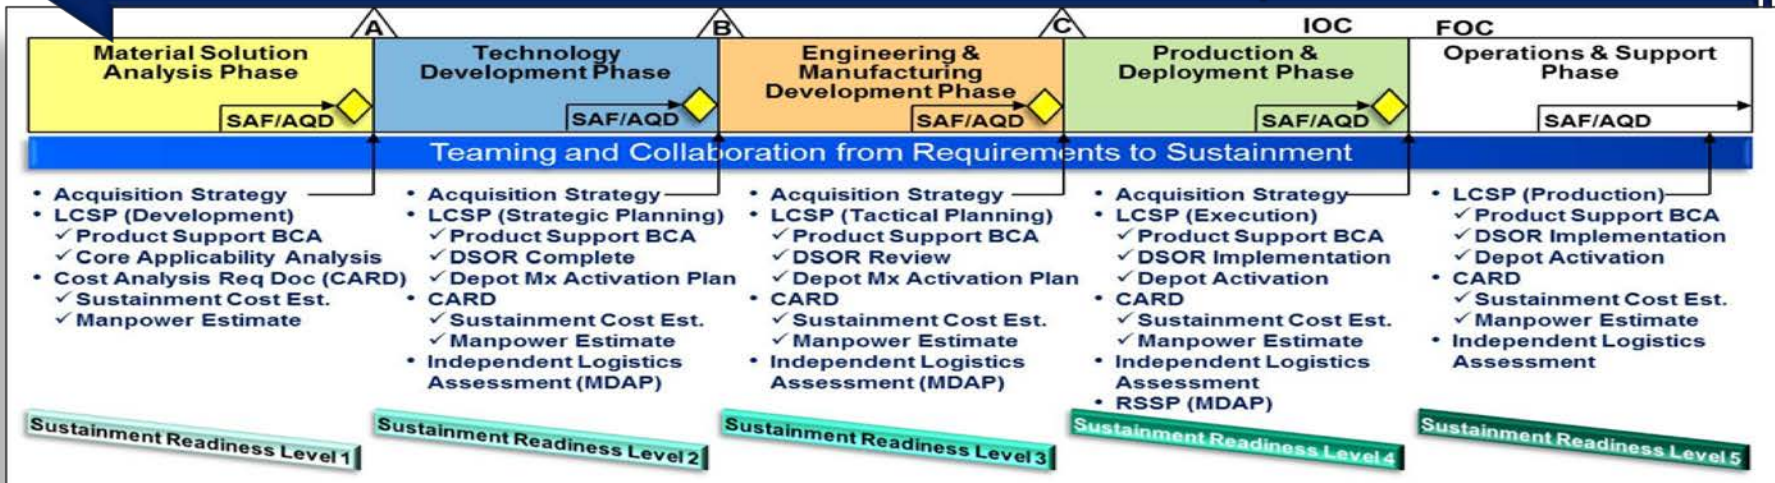 A
B
C
IOC
FOC
Material Solution
Analysis Phase
SAF/AQD
Technology
Development Phase
SAF/AQD
Engineering &
Manufacturing
Development Phase
SAF/AQD
Production &
Deployment Phase
SAF/AQD
Operations & Support
Phase
SAF/AQD
Teaming and Collaboration from Requirements to Sustainment
• Acquisition Strategy
• LCSP (Development)
✓ Product Support BCA
✓ Core Applicability Analysis
• Cost Analysis Req Doc (CARD)
✓ Sustainment Cost Est.
✓ Manpower Estimate
• Acquisition Strategy
• LCSP (Strategic Planning)
✓ Product Support BCA
✓ DSOR Complete
✓ Depot Mx Activation Plan
• CARD
✓ Sustainment Cost Est.
✓ Manpower Estimate
• Independent Logistics
Assessment (MDAP)
• Acquisition Strategy
• LCSP (Tactical Planning)
✓ Product Support BCA
✓ DSOR Review
✓ Depot Mx Activation Plan
• CARD
✓ Sustainment Cost Est.
✓ Manpower Estimate
• Independent Logistics
Assessment (MDAP)
• Acquisition Strategy
• LCSP (Execution)
✓ Product Support BCA
✓ DSOR Implementation
✓ Depot Activation
• CARD
✓ Sustainment Cost Est.
✓ Manpower Estimate
• Independent Logistics
Assessment
• RSSP (MDAP)
• LCSP (Production)
✓ Product Support BCA
✓ DSOR Implementation
✓ Depot Activation
• CARD
✓ Sustainment Cost Est.
✓ Manpower Estimate
• Independent Logistics
Assessment
Sustainment Readiness Level 1
Sustainment Readiness Level 2
Sustainment Readiness Level 3
Sustainment Readiness Level 4
Sustainment Readiness Level 5